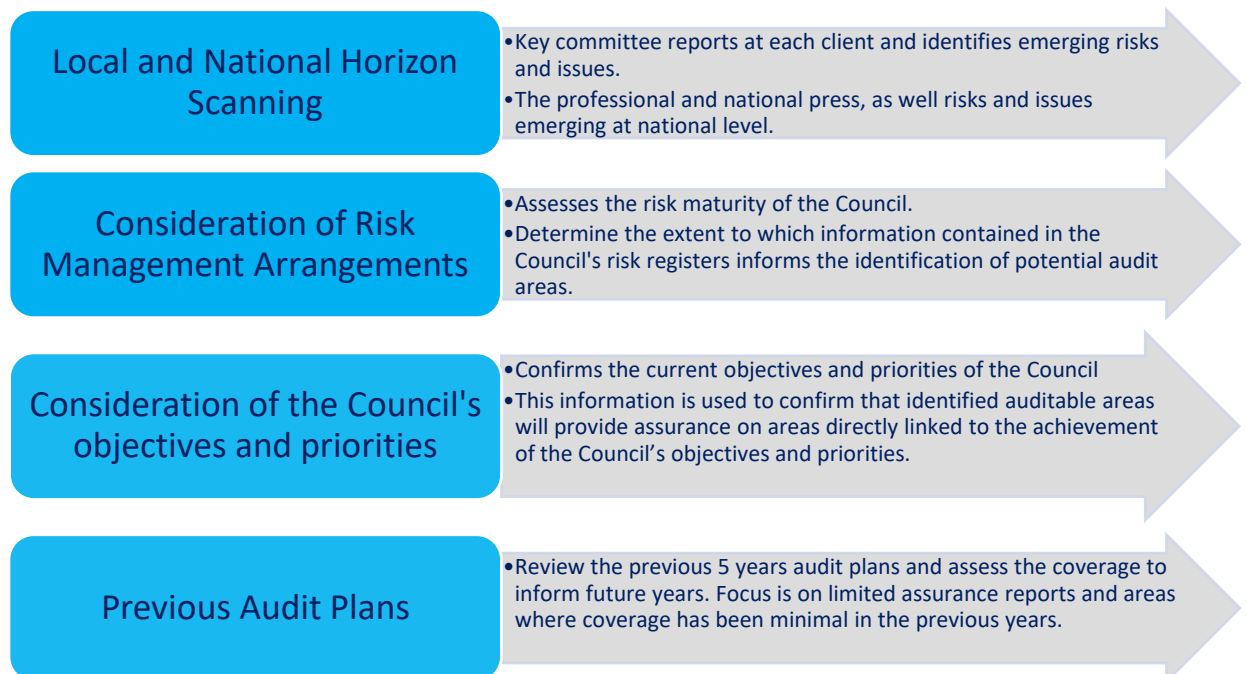 Local and National Horizon
Scanning
•Key committee reports at each client and identifies emerging risks
and issues.
•The professional and national press, as well risks and issues
emerging at national level.
Consideration of Risk
Management Arrangements
•Assesses the risk maturity of the Council.
•Determine the extent to which information contained in the
Council's risk registers informs the identification of potential audit
areas.
Consideration of the Council's
objectives and priorities
•Confirms the current objectives and priorities of the Council
•This information is used to confirm that identified auditable areas
will provide assurance on areas directly linked to the achievement
of the Council’s objectives and priorities.
Previous Audit Plans
•Review the previous 5 years audit plans and assess the coverage to
inform future years. Focus is on limited assurance reports and areas
where coverage has been minimal in the previous years.